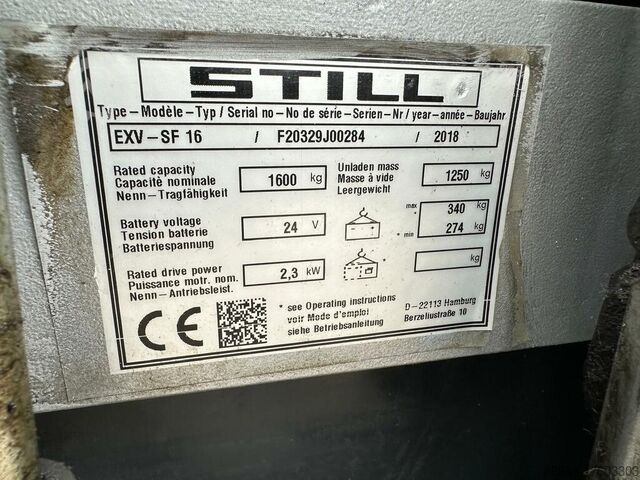 STILL
Type – Modèle – Typ / Serial no – No de série – Serien – Nr / year – année – Baujahr
EXV – SF 16 / F20329J00284 / 2018
Rated capacity
Capacité nominale
Nenn – Tragfähigkeit
1600 kg
Unladen mass
Masse à vide
Leergewicht
1250 kg
Battery voltage
Tension batterie
Batteriespannung
24 V
max 340 kg
* min 274 kg
Rated drive power
Puissance motr. nom.
Nenn – Antriebsleist.
2,3 kW
kg
CE
* see Operating instructions
voir Mode d'emploi
siehe Betriebsanleitung
D – 22113 Hamburg
Berzeliustraße 10